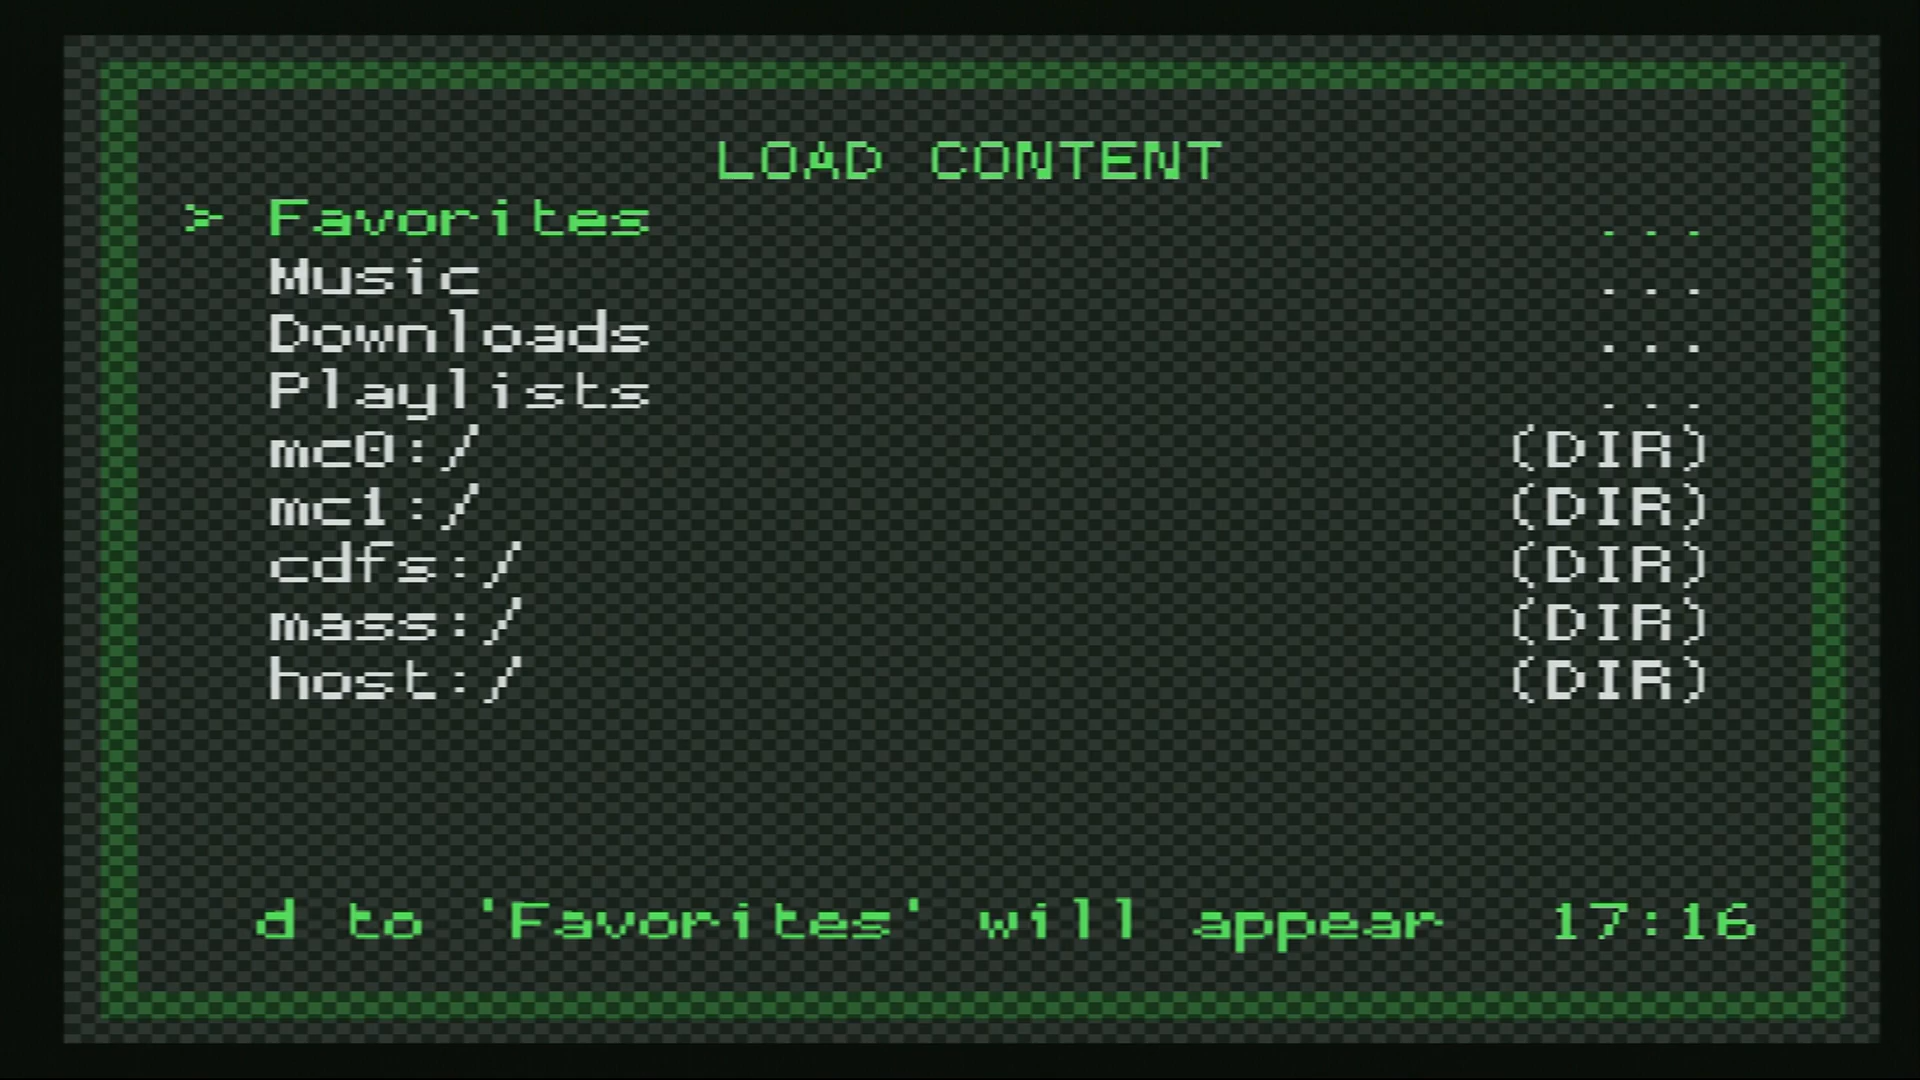 LOAD CONTENT
> Favorites ...
Music ...
Downloads ...
Playlists ...
mc0:/ (DIR)
mc1:/ (DIR)
cdfs:/ (DIR)
mass:/ (DIR)
host:/ (DIR)
d to 'Favorites' will appear 17:16